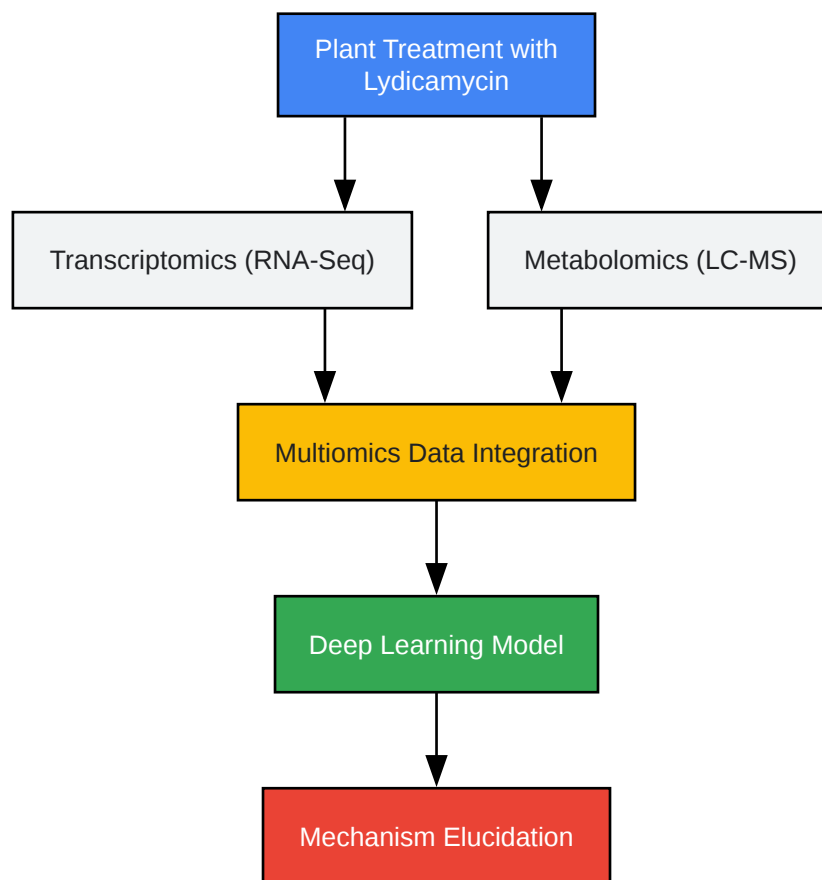 Plant Treatment with
Lydicamycin
Transcriptomics (RNA-Seq)
Metabolomics (LC-MS)
Multiomics Data Integration
Deep Learning Model
Mechanism Elucidation